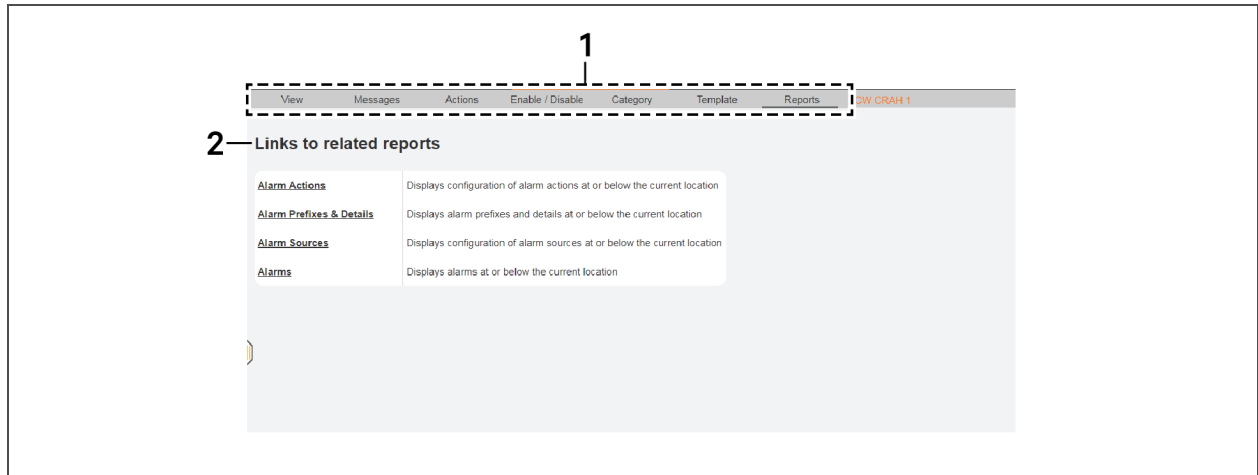 1
View Messages Actions Enable / Disable Category Template Reports CW CRAH 1
2 Links to related reports
Alarm Actions Displays configuration of alarm actions at or below the current location
Alarm Prefixes & Details Displays alarm prefixes and details at or below the current location
Alarm Sources Displays configuration of alarm sources at or below the current location
Alarms Displays alarms at or below the current location